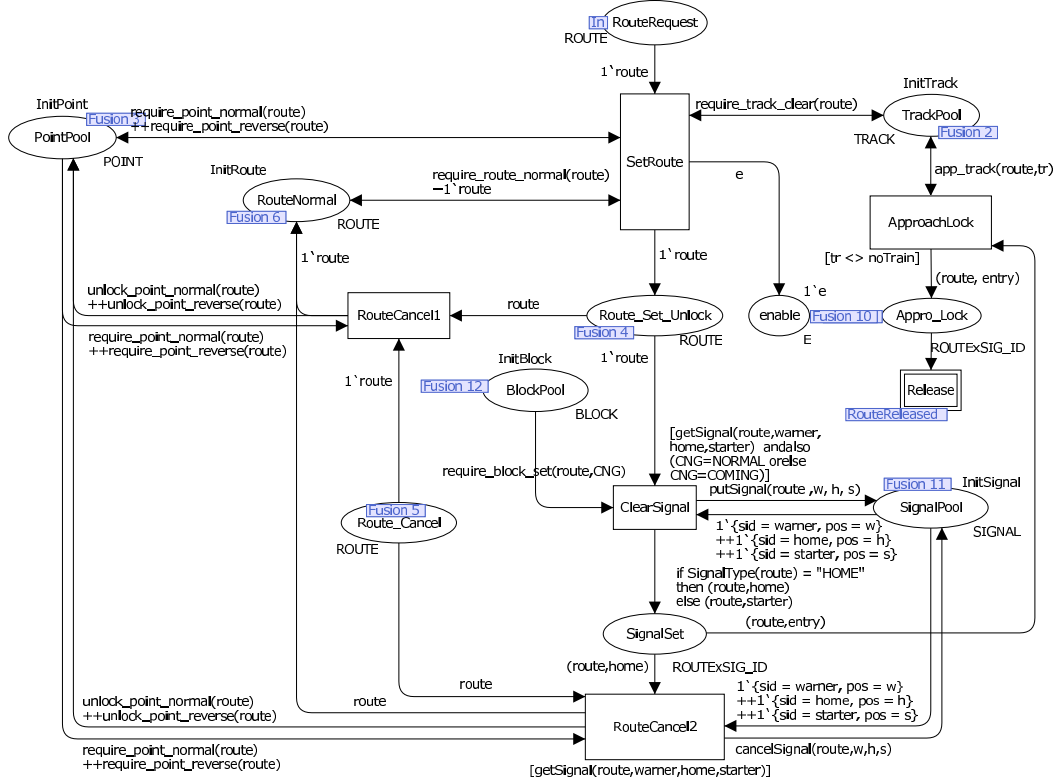 In
RouteRequest
ROUTE
1`route
InitPoint
Fusion 3
require_point_normal(route)
++require_point_reverse(route)
PointPool
POINT
require_track_clear(route)
InitTrack
TrackPool
Fusion 2
TRACK
SetRoute
e
app_track(route,tr)
InitRoute
RouteNormal
Fusion 6
ROUTE
require_route_normal(route)
—1`route
ApproachLock
[tr <> noTrain]
1`route
1`route
(route, entry)
unlock_point_normal(route)
++unlock_point_reverse(route)
RouteCancel1
route
Route_Set_Unlock
Fusion 4
ROUTE
1`e
enable
E
Fusion 10
Appro_Lock
ROUTExSIG_ID
require_point_normal(route)
++require_point_reverse(route)
1`route
InitBlock
Fusion 12
BlockPool
BLOCK
1`route
Release
RouteReleased
[getSignal(route,warner,
home,starter) andalso
(CNG=NORMAL orelse
CNG=COMING)]
require_block_set(route,CNG)
putSignal(route ,w, h, s)
Fusion 11
InitSignal
SignalPool
SIGNAL
ClearSignal
Fusion 5
Route_Cancel
ROUTE
1`{sid = warner, pos = w}
++1`{sid = home, pos = h}
++1`{sid = starter, pos = s}
if SignalType(route) = "HOME"
then (route,home)
else (route,starter)
SignalSet
(route,entry)
(route,home)
ROUTExSIG_ID
route
route
unlock_point_normal(route)
++unlock_point_reverse(route)
RouteCancel2
1`{sid = warner, pos = w}
++1`{sid = home, pos = h}
++1`{sid = starter, pos = s}
require_point_normal(route)
++require_point_reverse(route)
cancelSignal(route,w,h,s)
[getSignal(route,warner,home,starter)]